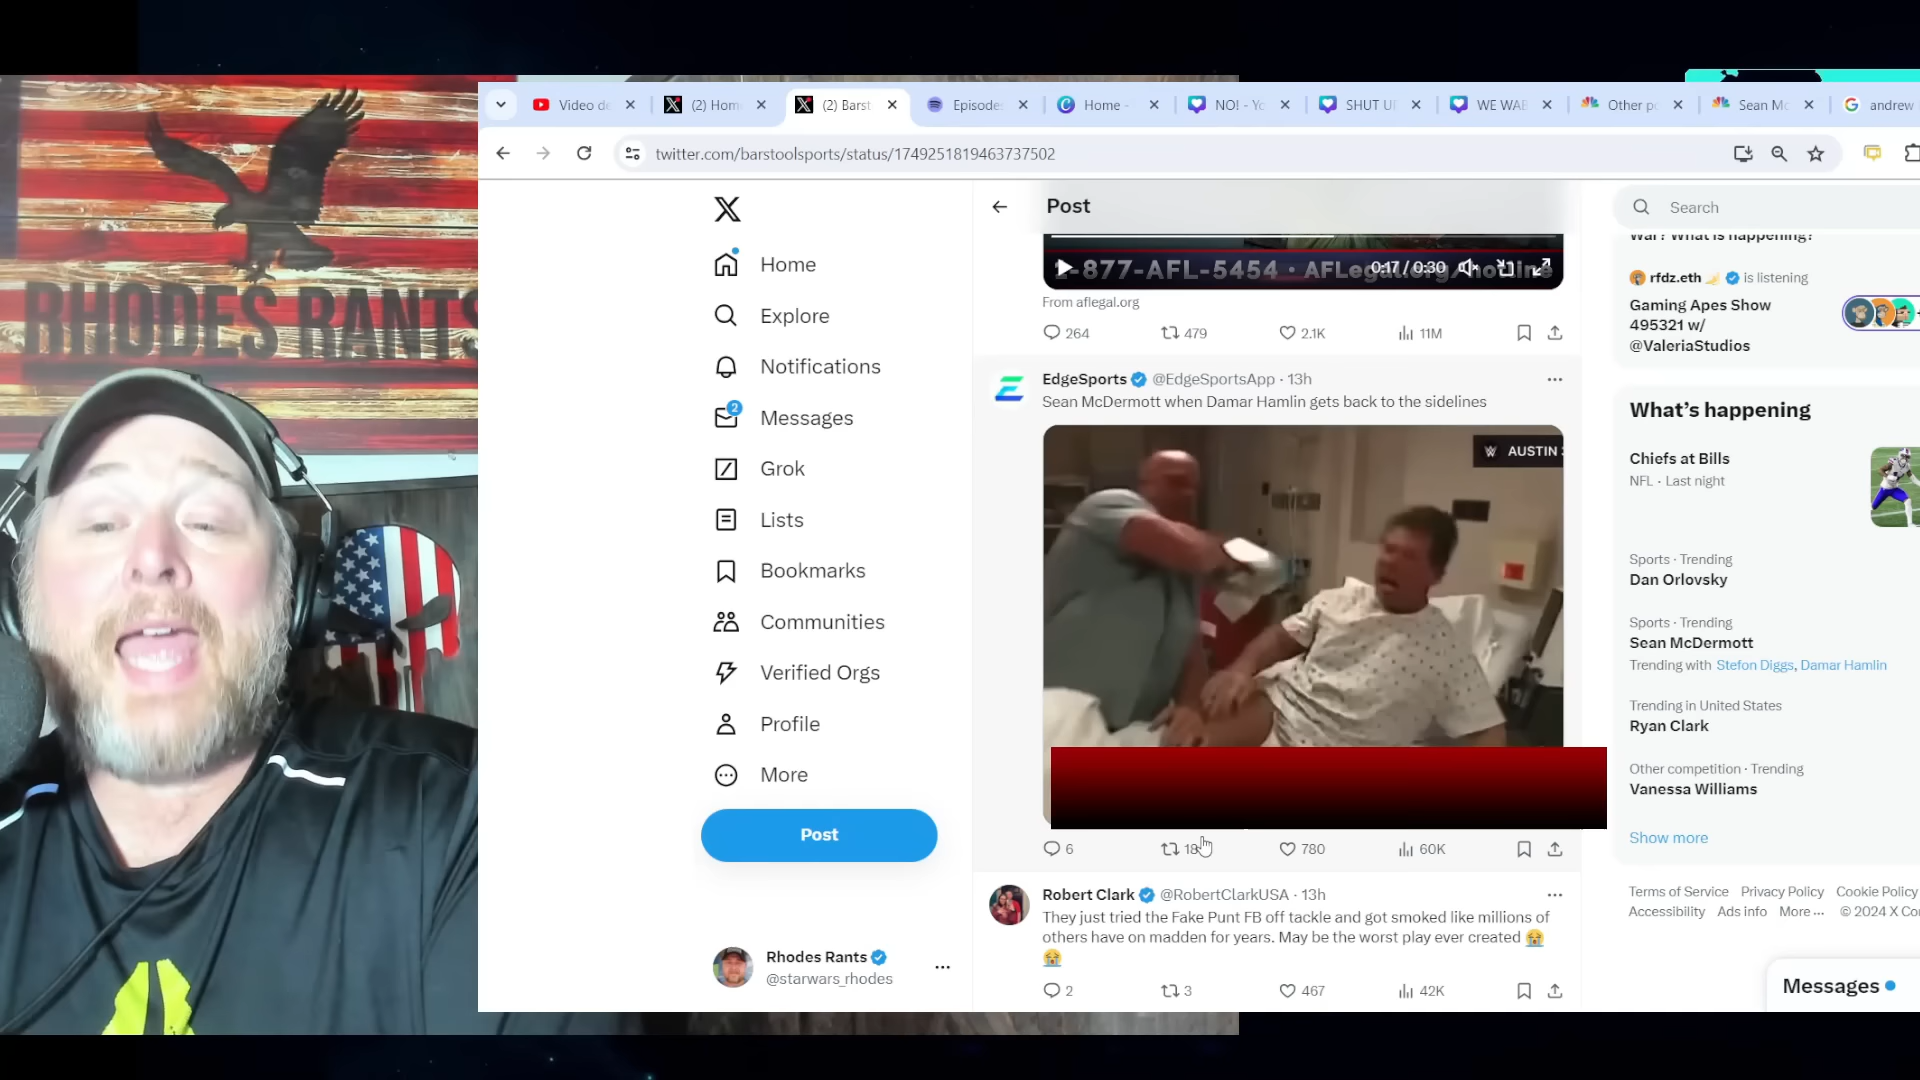 RHODES RANTS
Video de
(2) Hom
(2) Barst
Episode
Home -
NO! - Yo
SHUT U
WE WA
Other p
Sean Mc
andrew
twitter.com/barstoolsports/status/1749251819463737502
Home
Explore
Notifications
2
Messages
Grok
Lists
Bookmarks
Communities
Verified Orgs
Profile
More
Post
Rhodes Rants
@starwars_rhodes
Post
-877-AFL-5454 · AFLegal.org/hotline
0:17 / 0:30
From aflegal.org
264 479 2.1K 11M
EdgeSports @EdgeSportsApp · 13h
Sean McDermott when Damar Hamlin gets back to the sidelines
AUSTIN
6 18 780 60K
Robert Clark @RobertClarkUSA · 13h
They just tried the Fake Punt FB off tackle and got smoked like millions of
others have on madden for years. May be the worst play ever created 😭
😭
2 3 467 42K
Search
War? What is happening?
rfdz.eth is listening
Gaming Apes Show
495321 w/
@ValeriaStudios
What's happening
Chiefs at Bills
NFL · Last night
Sports · Trending
Dan Orlovsky
Sports · Trending
Sean McDermott
Trending with Stefon Diggs, Damar Hamlin
Trending in United States
Ryan Clark
Other competition · Trending
Vanessa Williams
Show more
Terms of Service Privacy Policy Cookie Policy
Accessibility Ads info More ··· © 2024 X Co
Messages